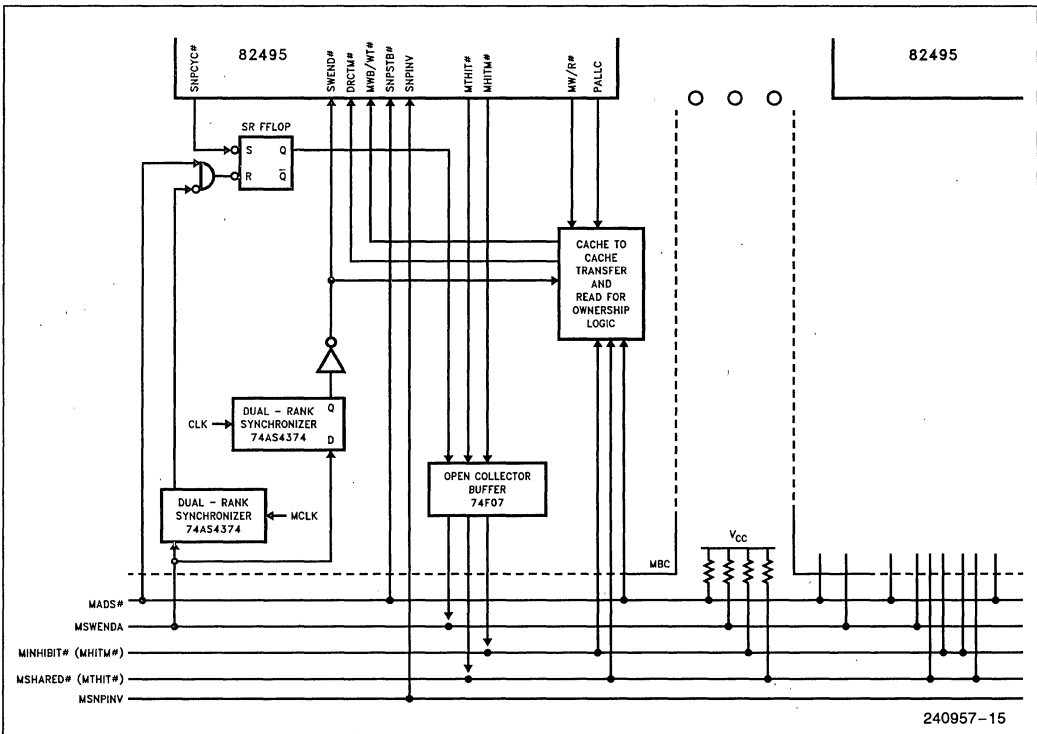 82495
82495
SNPCYC#
SWEND#
DRCTM#
MWB/WT#
SNPSTB#
SNPINV
MTHIT#
MHITM#
MW/R#
PALLC
SR FFLOP
S Q
R Q̅
CACHE TO
CACHE
TRANSFER
AND
READ FOR
OWNERSHIP
LOGIC
DUAL - RANK
SYNCHRONIZER
74AS4374
Q
D
CLK
OPEN COLLECTOR
BUFFER
74F07
DUAL - RANK
SYNCHRONIZER
74AS4374
MCLK
VCC
MBC
MADS#
MSWENDA
MINHIBIT# (MHITM#)
MSHARED# (MTHIT#)
MSNPINV
240957-15